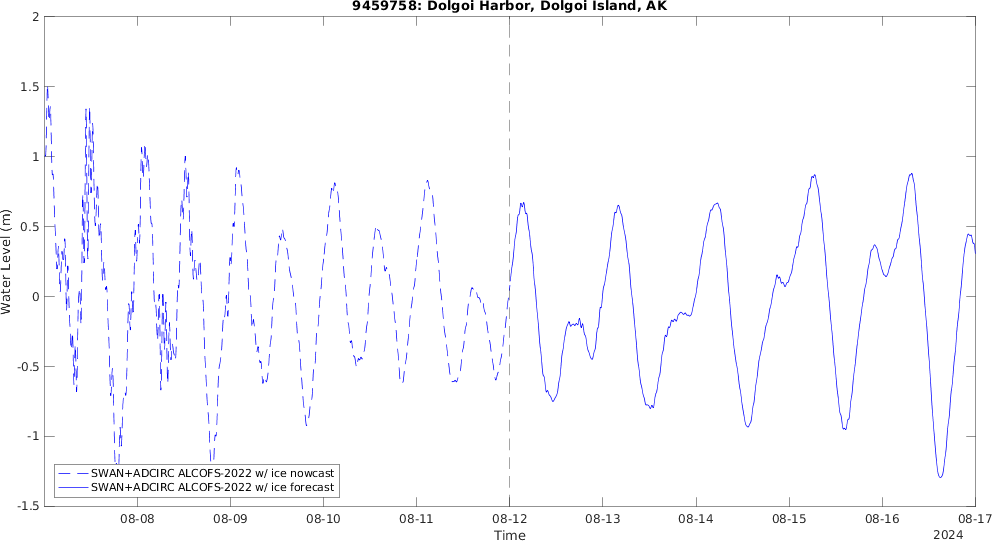 9459758: Dolgoi Harbor, Dolgoi Island, AK
2
1.5
1
0.5
0
-0.5
-1
-1.5
Water Level (m)
SWAN+ADCIRC ALCOFS-2022 w/ ice nowcast
SWAN+ADCIRC ALCOFS-2022 w/ ice forecast
08-08 08-09 08-10 08-11 08-12 08-13 08-14 08-15 08-16 08-17
Time
2024